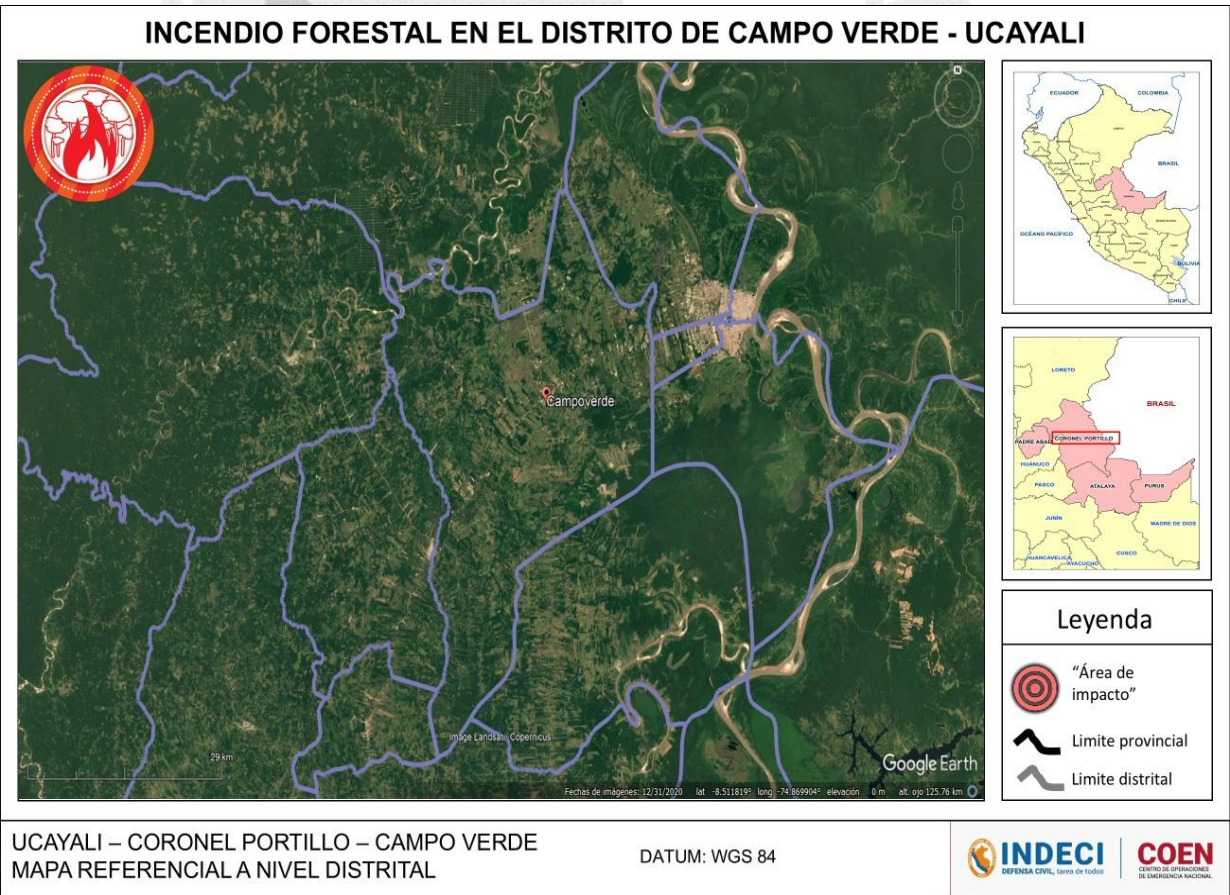 INCENDIO FORESTAL EN EL DISTRITO DE CAMPO VERDE - UCAYALI
N
Campoverde
Image Landsat / Copernicus
29 km
Google Earth
Fechas de imágenes: 12/31/2020 lat -8.511819° long -74.869904° elevación 0 m alt. ojo 125.76 km
ECUADOR
COLOMBIA
BRASIL
OCÉANO PACÍFICO
BOLIVIA
CHILE
LORETO
BRASIL
PADRE ABAD
CORONEL PORTILLO
HUÁNUCO
PASCO
ATALAYA
PURUS
JUNÍN
MADRE DE DIOS
CUSCO
HUANCAVELICA
AYACUCHO
Leyenda
"Área de
impacto"
Limite provincial
Limite distrital
UCAYALI – CORONEL PORTILLO – CAMPO VERDE
MAPA REFERENCIAL A NIVEL DISTRITAL
DATUM: WGS 84
INDECI
DEFENSA CIVIL, tarea de todos
COEN
CENTRO DE OPERACIONES
DE EMERGENCIA NACIONAL